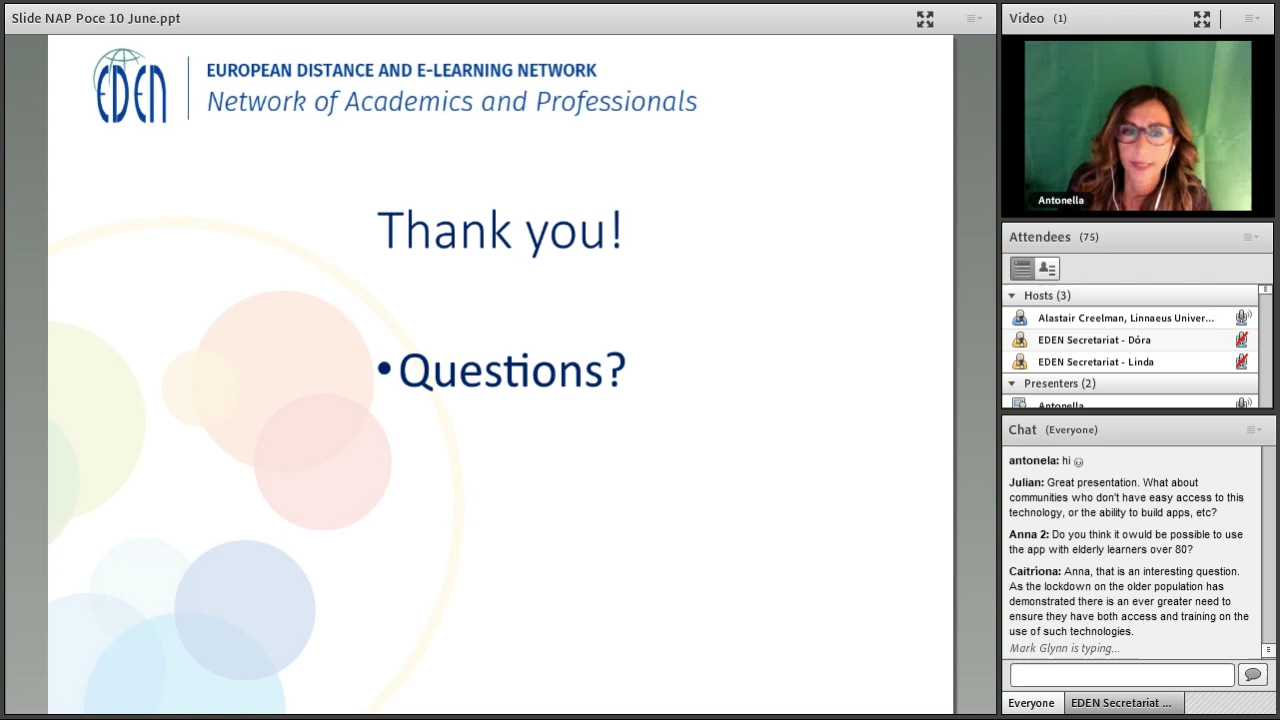 Slide NAP Poce 10 June.ppt
EDEN
EUROPEAN DISTANCE AND E-LEARNING NETWORK
Network of Academics and Professionals
Thank you!
• Questions?
Video (1)
Antonella
Attendees (75)
Hosts (3)
Alastair Creelman, Linnaeus Univer...
EDEN Secretariat - Dóra
EDEN Secretariat - Linda
Presenters (2)
Antonella
Chat (Everyone)
antonela: hi
Julian: Great presentation. What about
communities who don't have easy access to this
technology, or the ability to build apps, etc?
Anna 2: Do you think it owuld be possible to use
the app with elderly learners over 80?
Caitríona: Anna, that is an interesting question.
As the lockdown on the older population has
demonstrated there is an ever greater need to
ensure they have both access and training on the
use of such technologies.
Mark Glynn is typing...
Everyone
EDEN Secretariat ...